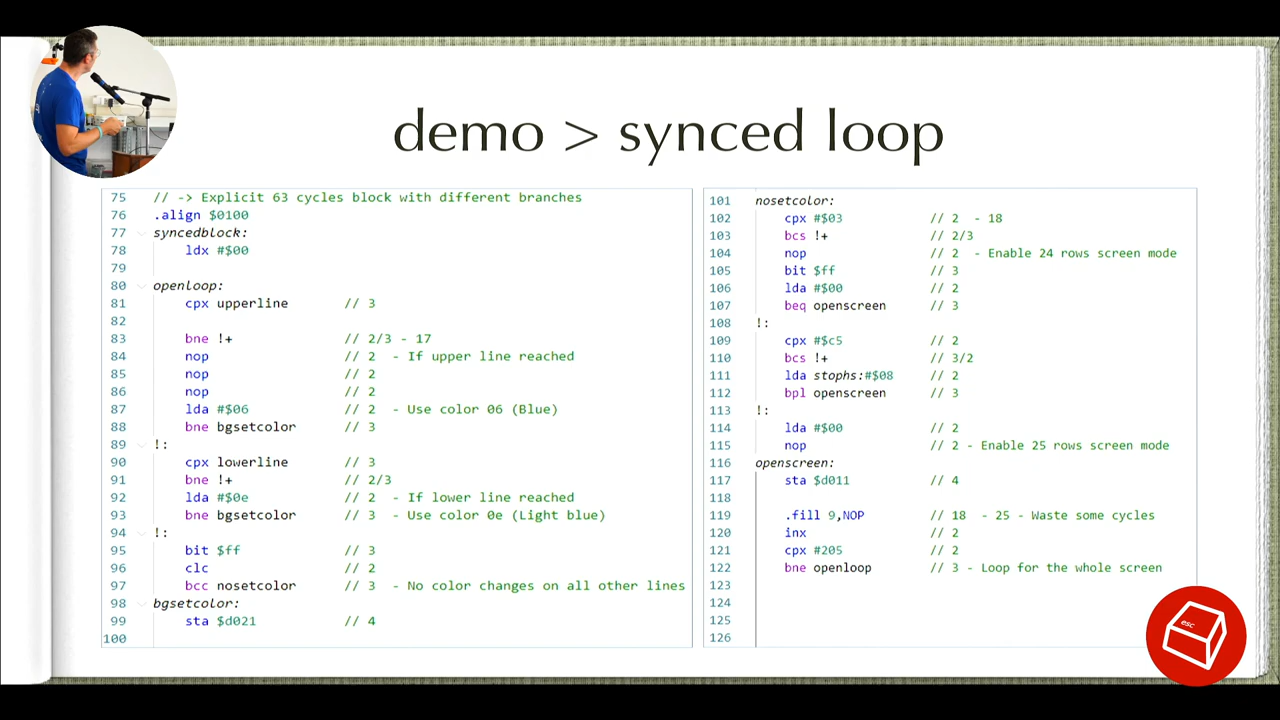 demo > synced loop
75 // -> Explicit 63 cycles block with different branches
76 .align $0100
77 syncedblock:
78 ldx #$00
79
80 openloop:
81 cpx upperline // 3
82
83 bne !+ // 2/3 - 17
84 nop // 2 - If upper line reached
85 nop // 2
86 nop // 2
87 lda #$06 // 2 - Use color 06 (Blue)
88 bne bgsetcolor // 3
89 !:
90 cpx lowerline // 3
91 bne !+ // 2/3
92 lda #$0e // 2 - If lower line reached
93 bne bgsetcolor // 3 - Use color 0e (Light blue)
94 !:
95 bit $ff // 3
96 clc // 2
97 bcc nosetcolor // 3 - No color changes on all other lines
98 bgsetcolor:
99 sta $d021 // 4
100
101 nosetcolor:
102 cpx #$03 // 2 - 18
103 bcs !+ // 2/3
104 nop // 2 - Enable 24 rows screen mode
105 bit $ff // 3
106 lda #$00 // 2
107 beq openscreen // 3
108 !:
109 cpx #$c5 // 2
110 bcs !+ // 3/2
111 lda stophs:#$08 // 2
112 bpl openscreen // 3
113 !:
114 lda #$00 // 2
115 nop // 2 - Enable 25 rows screen mode
116 openscreen:
117 sta $d011 // 4
118
119 .fill 9,NOP // 18 - 25 - Waste some cycles
120 inx // 2
121 cpx #205 // 2
122 bne openloop // 3 - Loop for the whole screen
123
124
125
126
esc